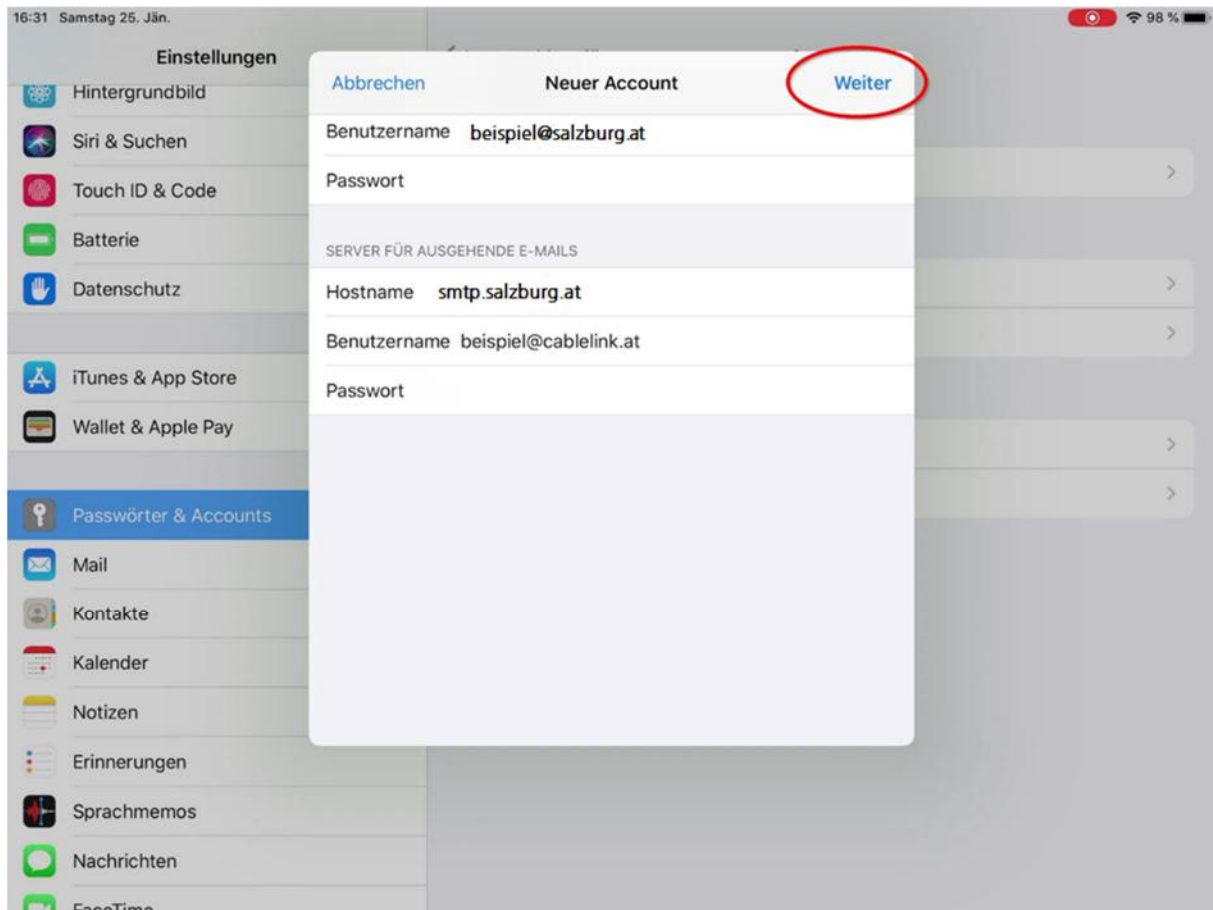 16:31 Samstag 25. Jän.
98 %
Einstellungen
Hintergrundbild
Siri & Suchen
Touch ID & Code
Batterie
Datenschutz
iTunes & App Store
Wallet & Apple Pay
Passwörter & Accounts
Mail
Kontakte
Kalender
Notizen
Erinnerungen
Sprachmemos
Nachrichten
FaceTime
Abbrechen Neuer Account Weiter
Benutzername beispiel@salzburg.at
Passwort
SERVER FÜR AUSGEHENDE E-MAILS
Hostname smtp.salzburg.at
Benutzername beispiel@cablelink.at
Passwort